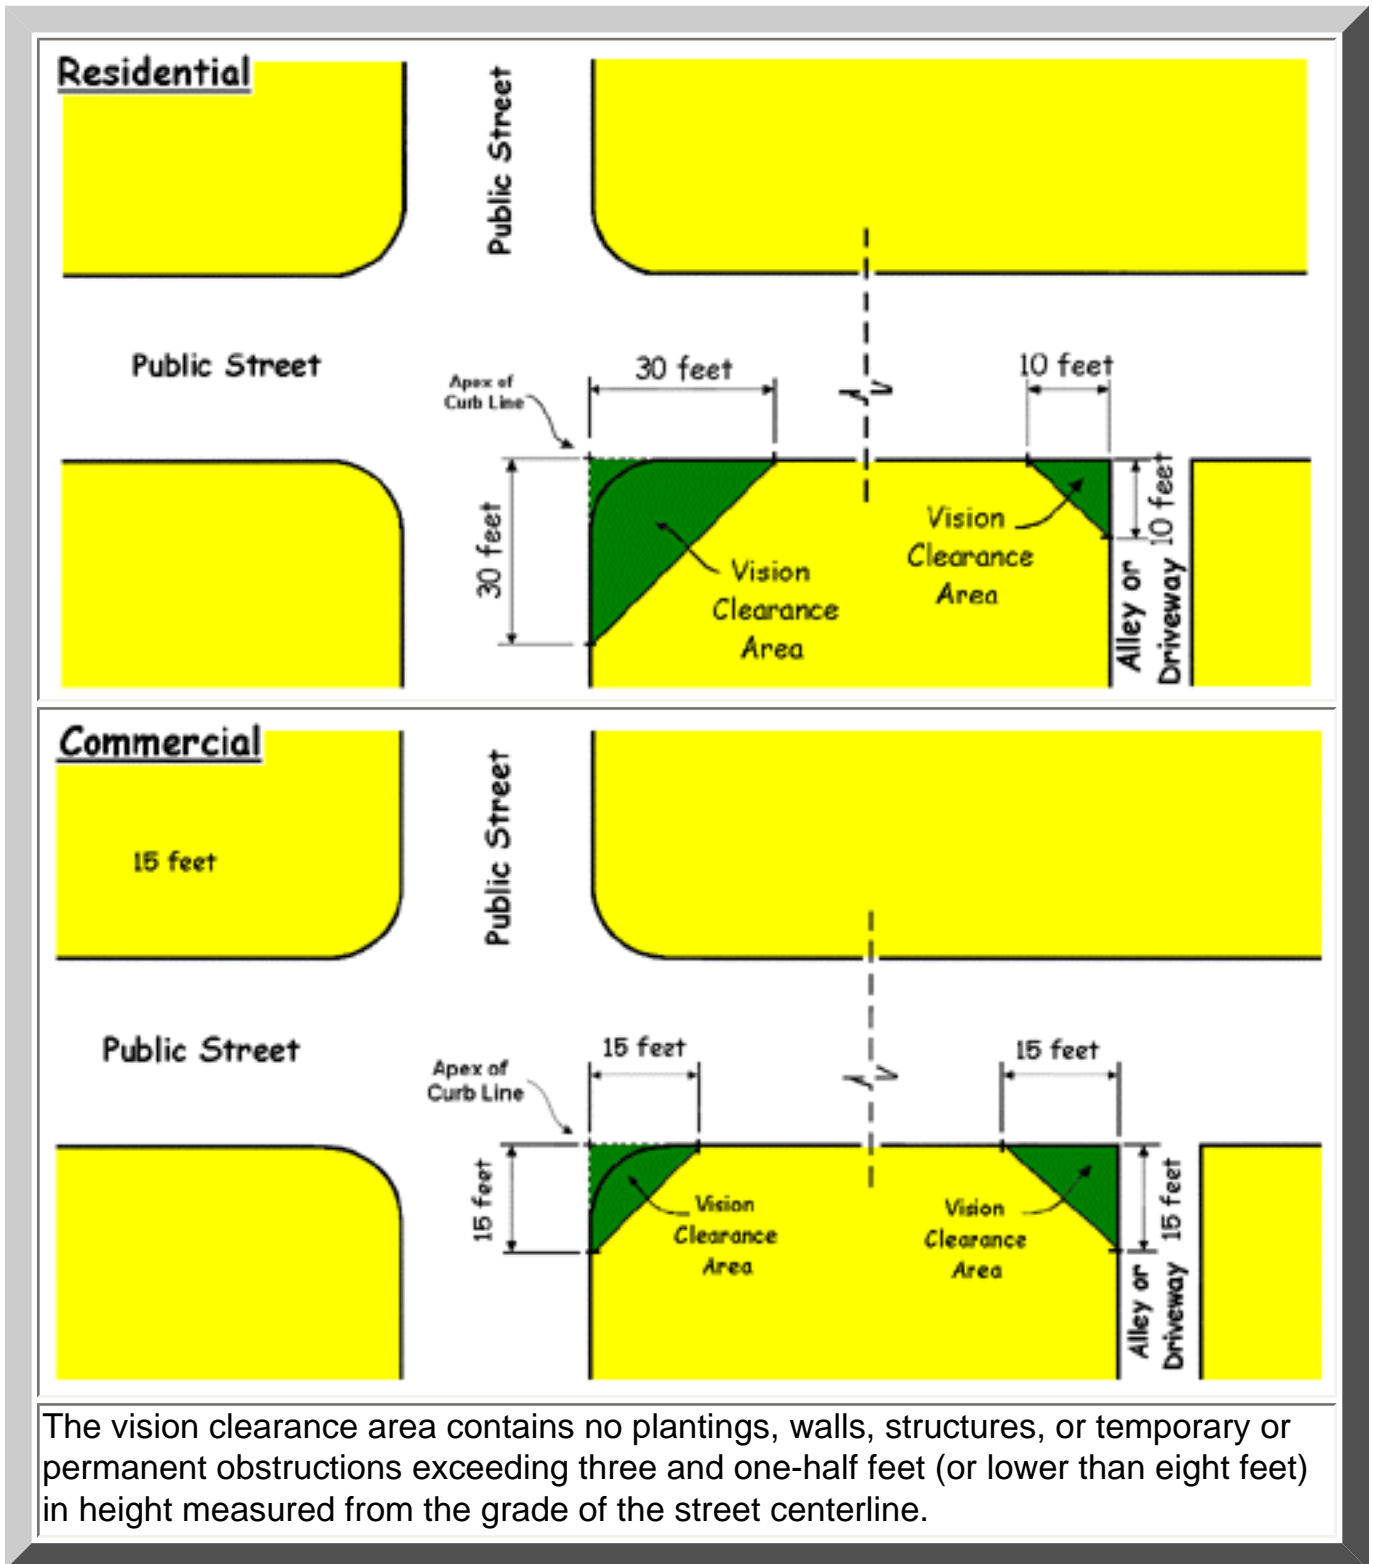 Residential
Public Street
Public Street
Apex of
Curb Line
30 feet
10 feet
30 feet
Vision
Clearance
Area
Vision
Clearance
Area
10 feet
Alley or
Driveway
Commercial
Public Street
15 feet
Public Street
Apex of
Curb Line
15 feet
15 feet
15 feet
Vision
Clearance
Area
Vision
Clearance
Area
15 feet
Alley or
Driveway
The vision clearance area contains no plantings, walls, structures, or temporary or
permanent obstructions exceeding three and one-half feet (or lower than eight feet)
in height measured from the grade of the street centerline.